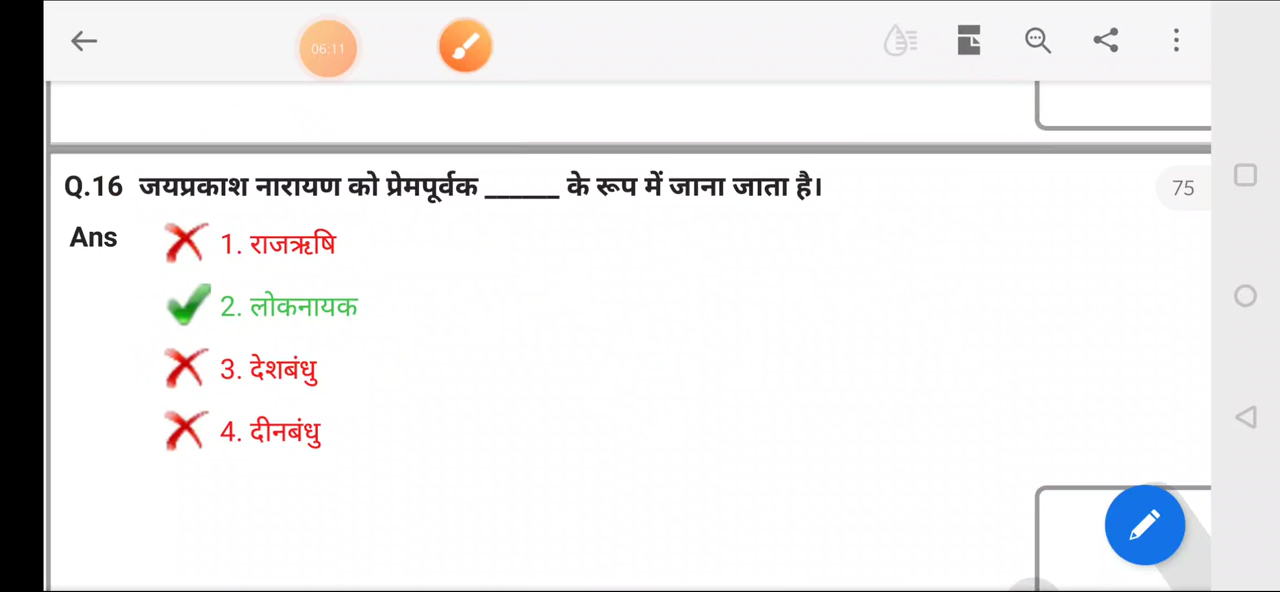 06:11
Q.16 जयप्रकाश नारायण को प्रेमपूर्वक ______ के रूप में जाना जाता है।
75
Ans
1. राजऋषि
2. लोकनायक
3. देशबंधु
4. दीनबंधु